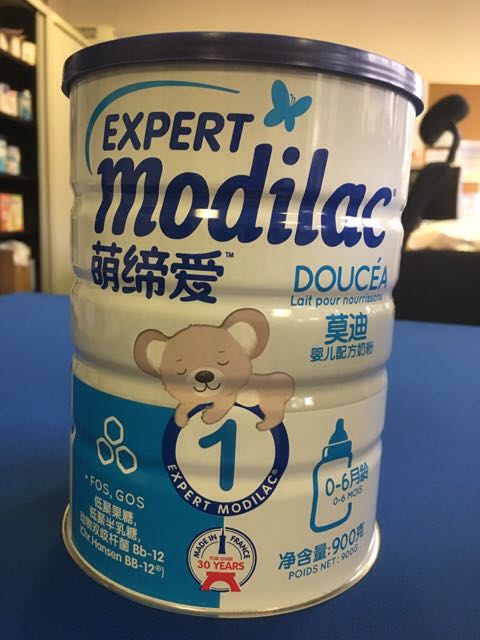 EXPERT
modilac®
萌缔爱™
DOUCÉA
Lait pour nourrissons
莫迪
婴儿配方奶粉
1
EXPERT MODILAC®
0-6月龄
0-6 MOIS
• FOS, GOS
低聚果糖,
低聚半乳糖,
动物双歧杆菌 Bb-12
Chr.Hansen BB-12®)
MADE IN FRANCE
FOR OVER
30 YEARS
净含量:900克
POIDS NET: 900G